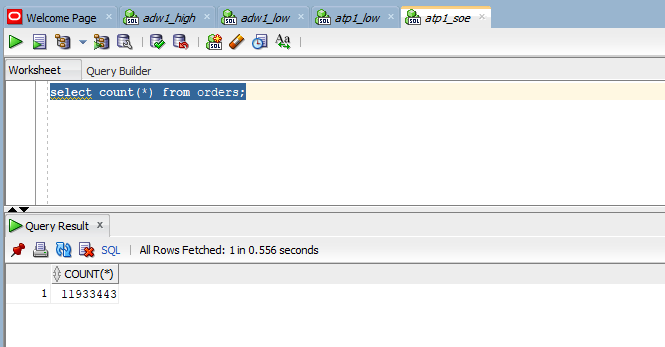 Welcome Page adw1_high adw1_low atp1_low atp1_soe
Worksheet Query Builder
select count(*) from orders;
Query Result x
SQL All Rows Fetched: 1 in 0.556 seconds
COUNT(*)
1 11933443